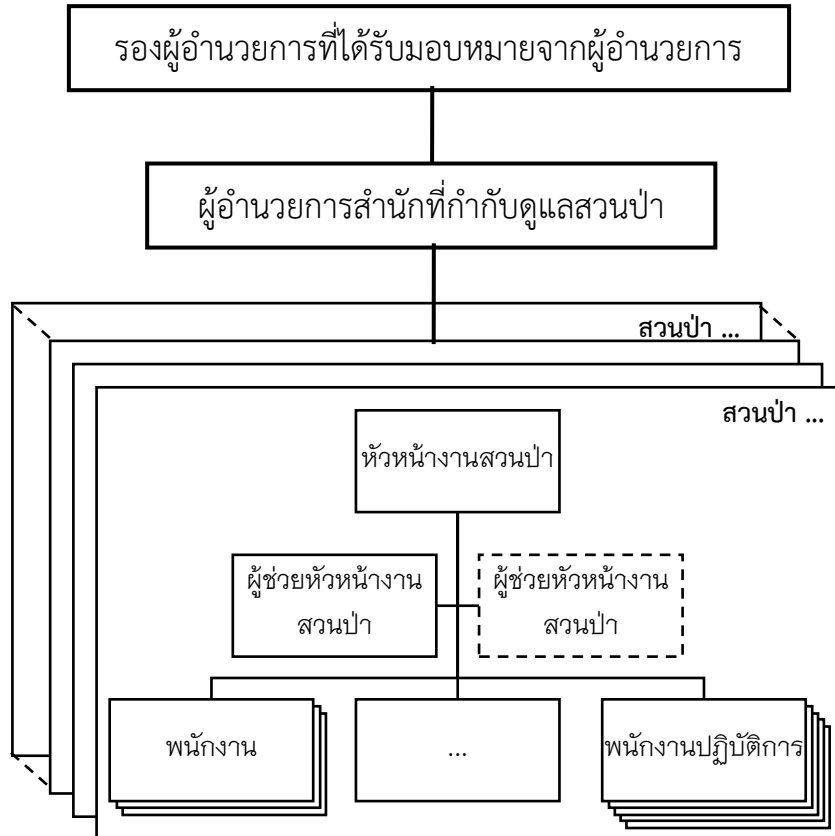 รองผู้อำนวยการที่ได้รับมอบหมายจากผู้อำนวยการ
ผู้อำนวยการสำนักที่กำกับดูแลสวนป่า
สวนป่า ...
สวนป่า ...
หัวหน้างานสวนป่า
ผู้ช่วยหัวหน้างาน
สวนป่า
ผู้ช่วยหัวหน้างาน
สวนป่า
พนักงาน
...
พนักงานปฏิบัติการ